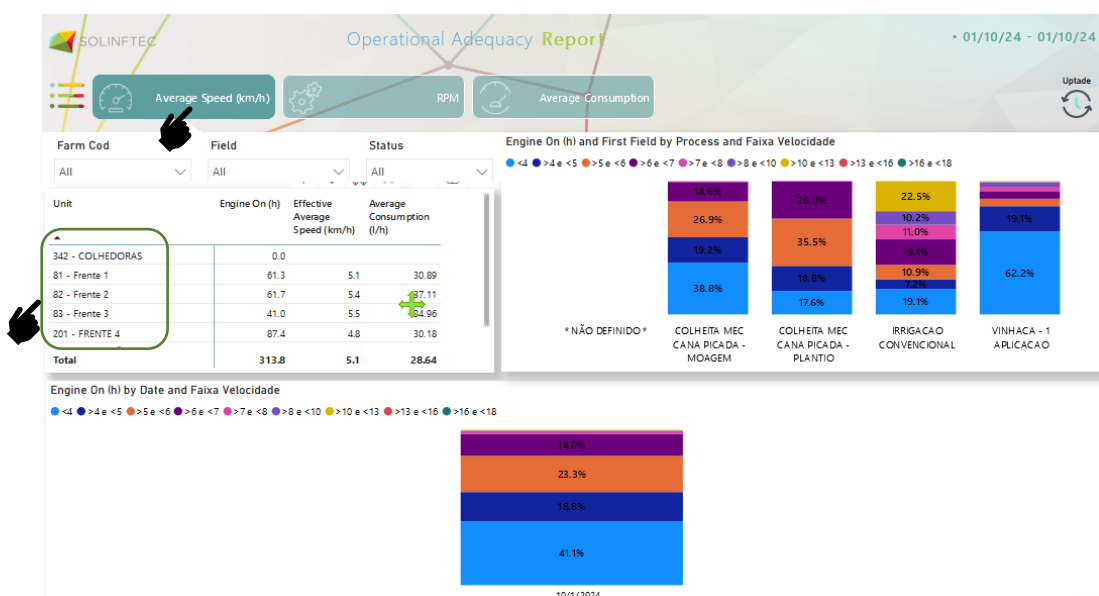 SOLINFTEC
Operational Adequacy Report
• 01/10/24 - 01/10/24
Average Speed (km/h)
RPM
Average Consumption
Uptade
Farm Cod
Field
Status
All
All
All
Unit
Engine On (h)
Effective Average Speed (km/h)
Average Consumption (l/h)
342 - COLHEDORAS 0.0
81 - Frente 1 61.3 5.1 30.89
82 - Frente 2 61.7 5.4 37.11
83 - Frente 3 41.0 5.5 34.96
201 - FRENTE 4 87.4 4.8 30.18
Total 313.8 5.1 28.64
Engine On (h) and First Field by Process and Faixa Velocidade
<4 >4 e <5 >5 e <6 >6 e <7 >7 e <8 >8 e <10 >10 e <13 >13 e <16 >16 e <18
14.6%
26.9%
19.2%
38.8%
28.0%
35.5%
18.8%
17.6%
22.5%
10.2%
11.0%
19.1%
10.9%
7.2%
19.1%
19.1%
62.2%
*NÃO DEFINIDO*
COLHEITA MEC
CANA PICADA -
MOAGEM
COLHEITA MEC
CANA PICADA -
PLANTIO
IRRIGACAO
CONVENCIONAL
VINHACA - 1
APLICACAO
Engine On (h) by Date and Faixa Velocidade
<4 >4 e <5 >5 e <6 >6 e <7 >7 e <8 >8 e <10 >10 e <13 >13 e <16 >16 e <18
14.0%
23.3%
18.8%
41.1%
10/1/2024